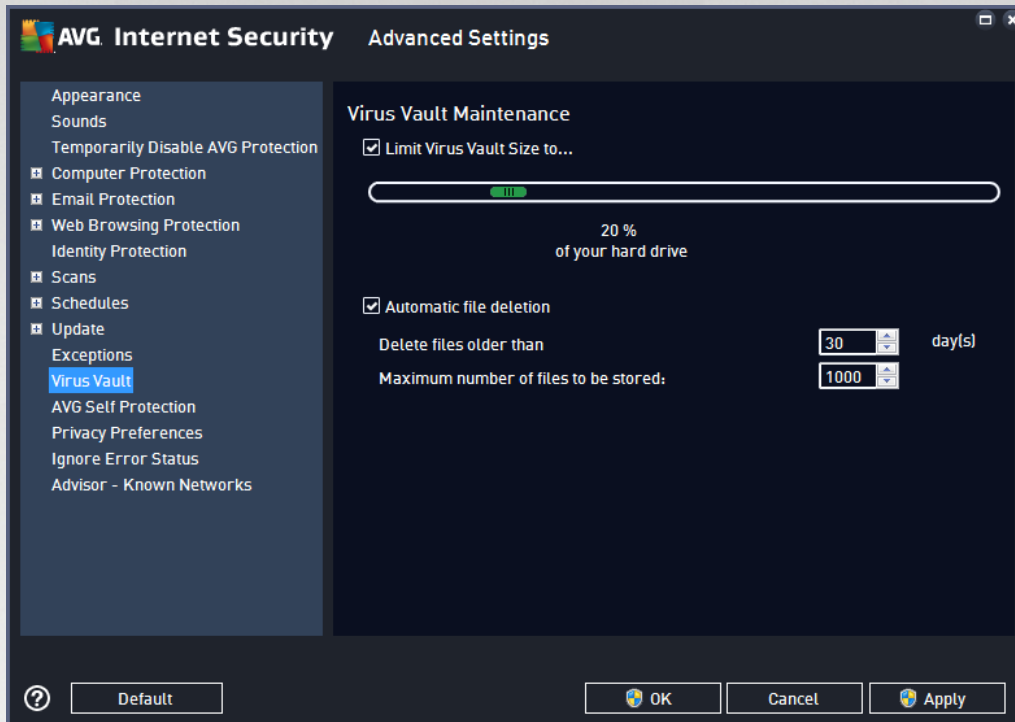 AVG Internet Security Advanced Settings
Appearance
Sounds
Temporarily Disable AVG Protection
Computer Protection
Email Protection
Web Browsing Protection
Identity Protection
Scans
Schedules
Update
Exceptions
Virus Vault
AVG Self Protection
Privacy Preferences
Ignore Error Status
Advisor - Known Networks
Virus Vault Maintenance
Limit Virus Vault Size to...
20 %
of your hard drive
Automatic file deletion
Delete files older than 30 day(s)
Maximum number of files to be stored: 1000
? Default OK Cancel Apply